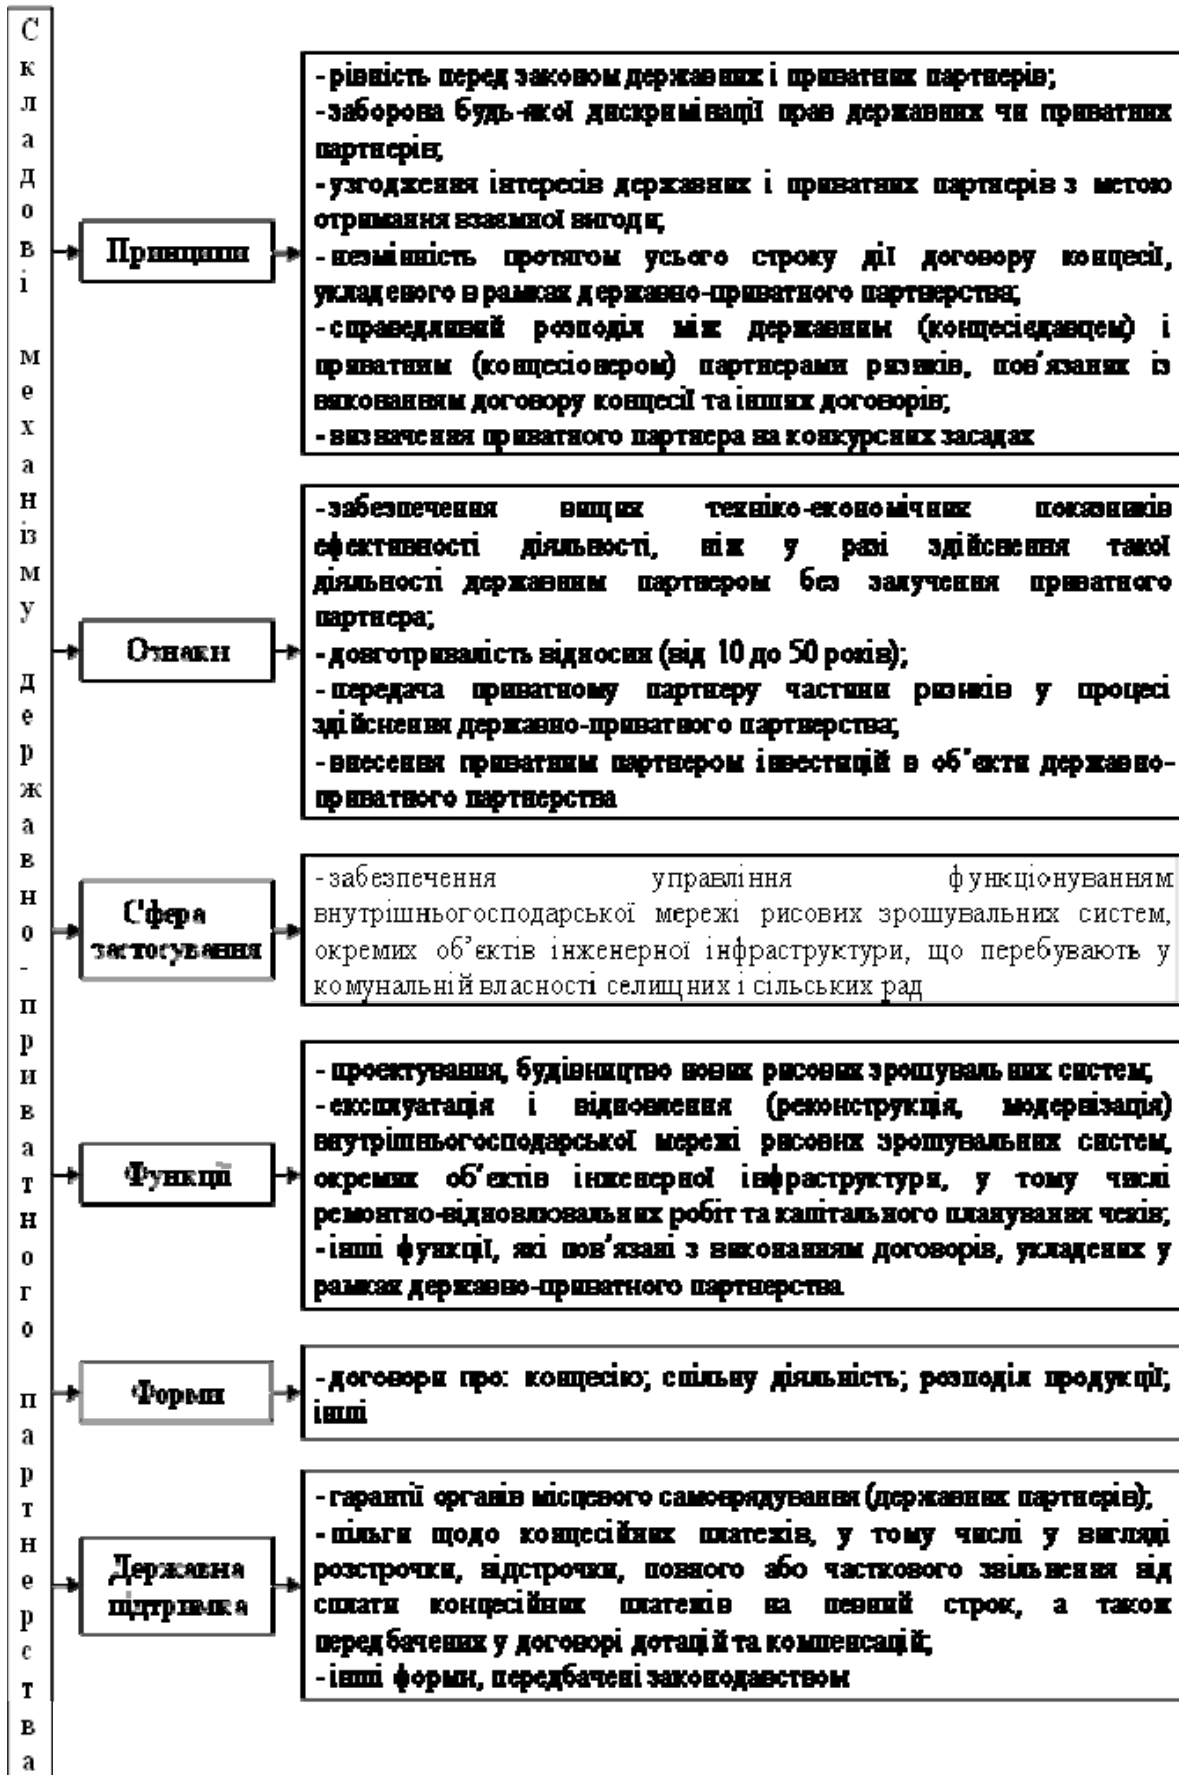 Складові механізму державно-приватного партнерства
Принципи
- рівність перед законом державних і приватних партнерів;
- заборона будь-якої дискримінації прав державних чи приватних
партнерів;
- узгодження інтересів державних і приватних партнерів з метою
отримання взаємної вигоди;
- незмінність протягом усього строку дії договору концесії,
укладеного в рамках державно-приватного партнерства;
- справедливий розподіл між державним (концесієдавцем) і
приватним (концесіонером) партнерами ризиків, пов'язаних із
виконанням договору концесії та інших договорів;
- визначення приватного партнера на конкурсних засадах
Ознаки
- забезпечення вищих техніко-економічних показників
ефективності діяльності, ніж у разі здійснення такої
діяльності державним партнером без залучення приватного
партнера;
- довготривалість відносин (від 10 до 50 років);
- передача приватному партнеру частини ризиків у процесі
здійснення державно-приватного партнерства;
- внесення приватним партнером інвестицій в об'єкти державно-
приватного партнерства
Сфера
застосування
- забезпечення управління функціонуванням
внутрішньогосподарської мережі рисових зрошувальних систем,
окремих об'єктів інженерної інфраструктури, що перебувають у
комунальній власності селищних і сільських рад
Функції
- проектування, будівництво нових рисових зрошувальних систем;
- експлуатація і відновлення (реконструкція, модернізація)
внутрішньогосподарської мережі рисових зрошувальних систем,
окремих об'єктів інженерної інфраструктури, у тому числі
ремонтно-відновлювальних робіт та капітального планування чеків;
- інші функції, які пов'язані з виконанням договорів, укладених у
рамках державно-приватного партнерства
Форми
- договори про: концесію; спільну діяльність; розподіл продукції;
інші
Державна
підтримка
- гарантії органів місцевого самоврядування (державних партнерів);
- пільги щодо концесійних платежів, у тому числі у вигляді
розстрочки, відстрочки, повного або часткового звільнення від
сплати концесійних платежів на певний строк, а також
передбачених у договорі дотацій та компенсацій;
- інші форми, передбачені законодавством